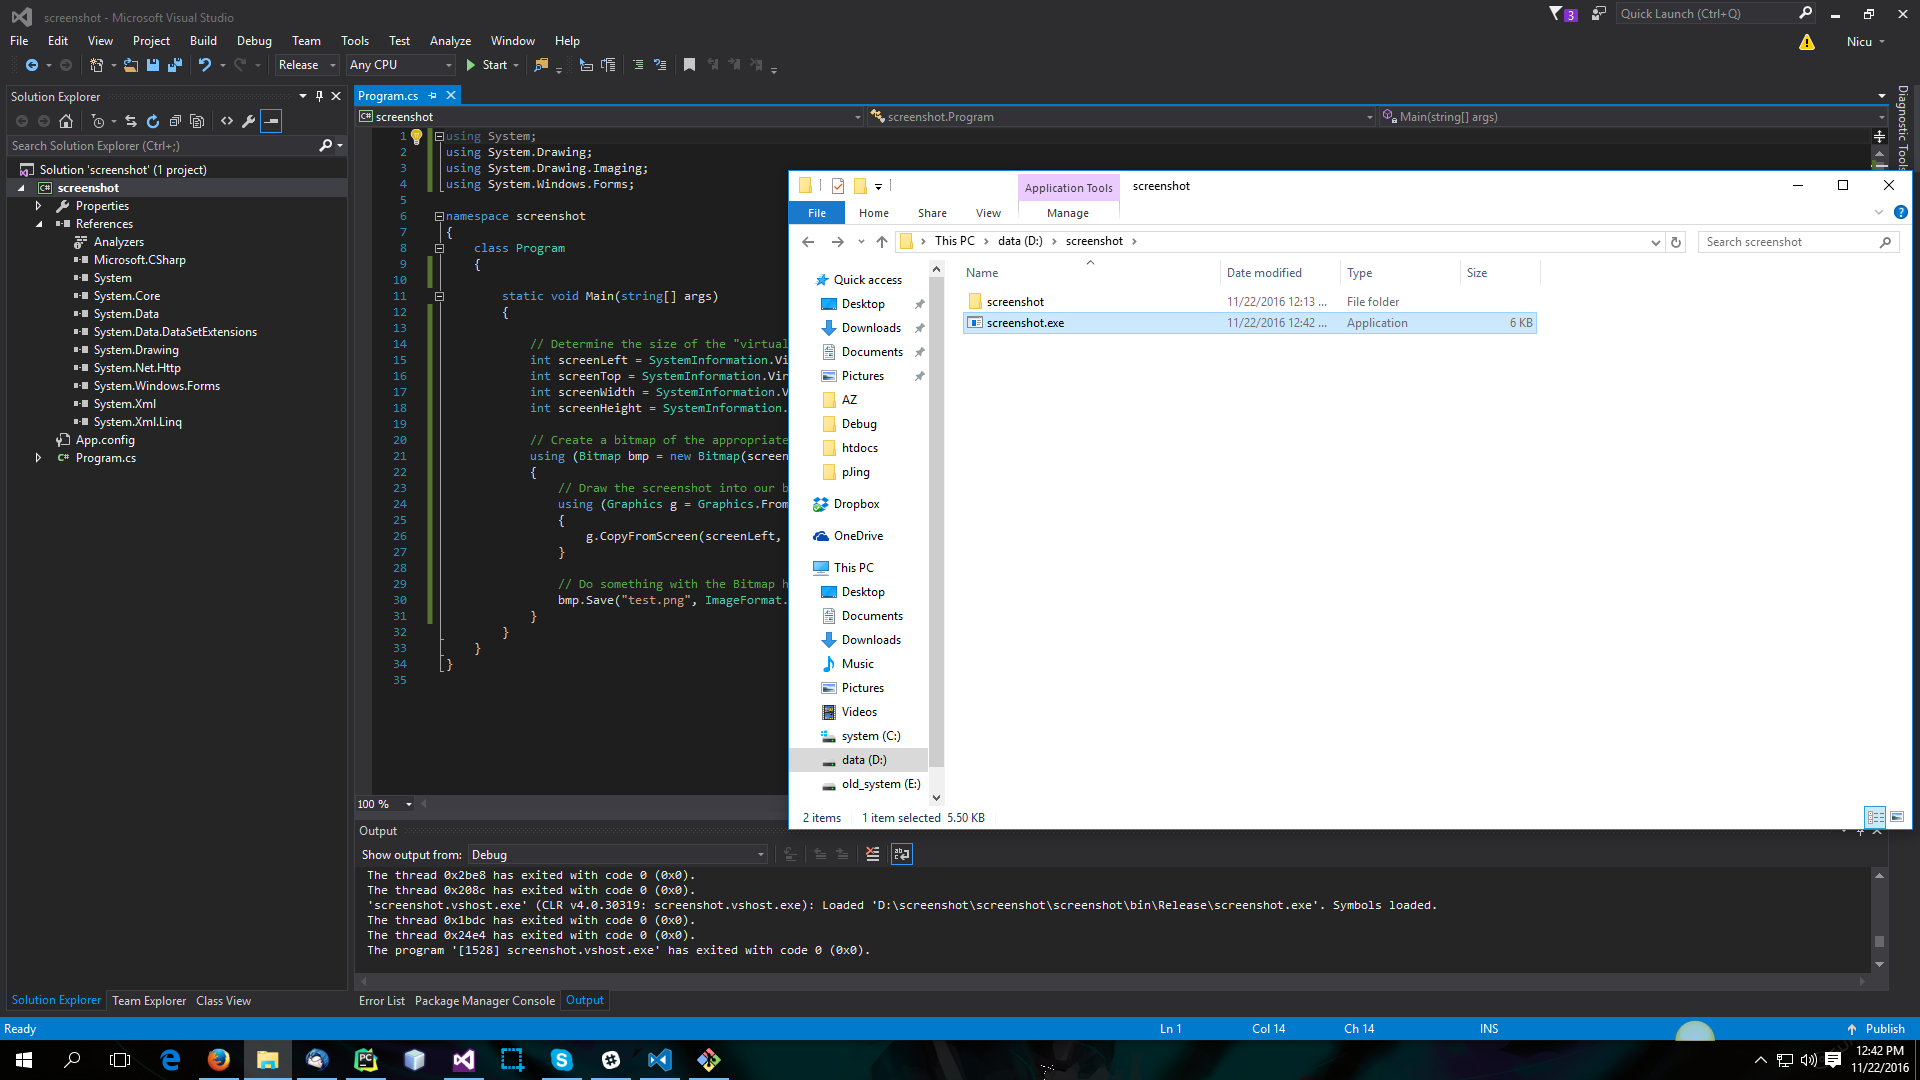 screenshot - Microsoft Visual Studio
3
Quick Launch (Ctrl+Q)
File Edit View Project Build Debug Team Tools Test Analyze Window Help
Nicu
Release Any CPU Start
Solution Explorer
Search Solution Explorer (Ctrl+;)
Solution 'screenshot' (1 project)
screenshot
Properties
References
Analyzers
Microsoft.CSharp
System
System.Core
System.Data
System.Data.DataSetExtensions
System.Drawing
System.Net.Http
System.Windows.Forms
System.Xml
System.Xml.Linq
App.config
Program.cs
Solution Explorer Team Explorer Class View
Program.cs
screenshot screenshot.Program Main(string[] args)
Diagnostic Tools
1 using System;
2 using System.Drawing;
3 using System.Drawing.Imaging;
4 using System.Windows.Forms;
5
6 namespace screenshot
7 {
8 class Program
9 {
10
11 static void Main(string[] args)
12 {
13
14 // Determine the size of the "virtual
15 int screenLeft = SystemInformation.Vi
16 int screenTop = SystemInformation.Vir
17 int screenWidth = SystemInformation.V
18 int screenHeight = SystemInformation.
19
20 // Create a bitmap of the appropriate
21 using (Bitmap bmp = new Bitmap(screen
22 {
23 // Draw the screenshot into our b
24 using (Graphics g = Graphics.From
25 {
26 g.CopyFromScreen(screenLeft,
27 }
28
29 // Do something with the Bitmap h
30 bmp.Save("test.png", ImageFormat.
31 }
32 }
33 }
34 }
35
100 %
Application Tools screenshot
File Home Share View Manage
This PC data (D:) screenshot
Search screenshot
Quick access
Desktop
Downloads
Documents
Pictures
AZ
Debug
htdocs
pJing
Dropbox
OneDrive
This PC
Desktop
Documents
Downloads
Music
Pictures
Videos
system (C:)
data (D:)
old_system (E:)
Name Date modified Type Size
screenshot 11/22/2016 12:13 ... File folder
screenshot.exe 11/22/2016 12:42 ... Application 6 KB
2 items 1 item selected 5.50 KB
Output
Show output from: Debug
The thread 0x2be8 has exited with code 0 (0x0).
The thread 0x208c has exited with code 0 (0x0).
'screenshot.vshost.exe' (CLR v4.0.30319: screenshot.vshost.exe): Loaded 'D:\screenshot\screenshot\screenshot\bin\Release\screenshot.exe'. Symbols loaded.
The thread 0x1bdc has exited with code 0 (0x0).
The thread 0x24e4 has exited with code 0 (0x0).
The program '[1528] screenshot.vshost.exe' has exited with code 0 (0x0).
Error List Package Manager Console Output
Ready Ln 1 Col 14 Ch 14 INS Publish
12:42 PM
11/22/2016